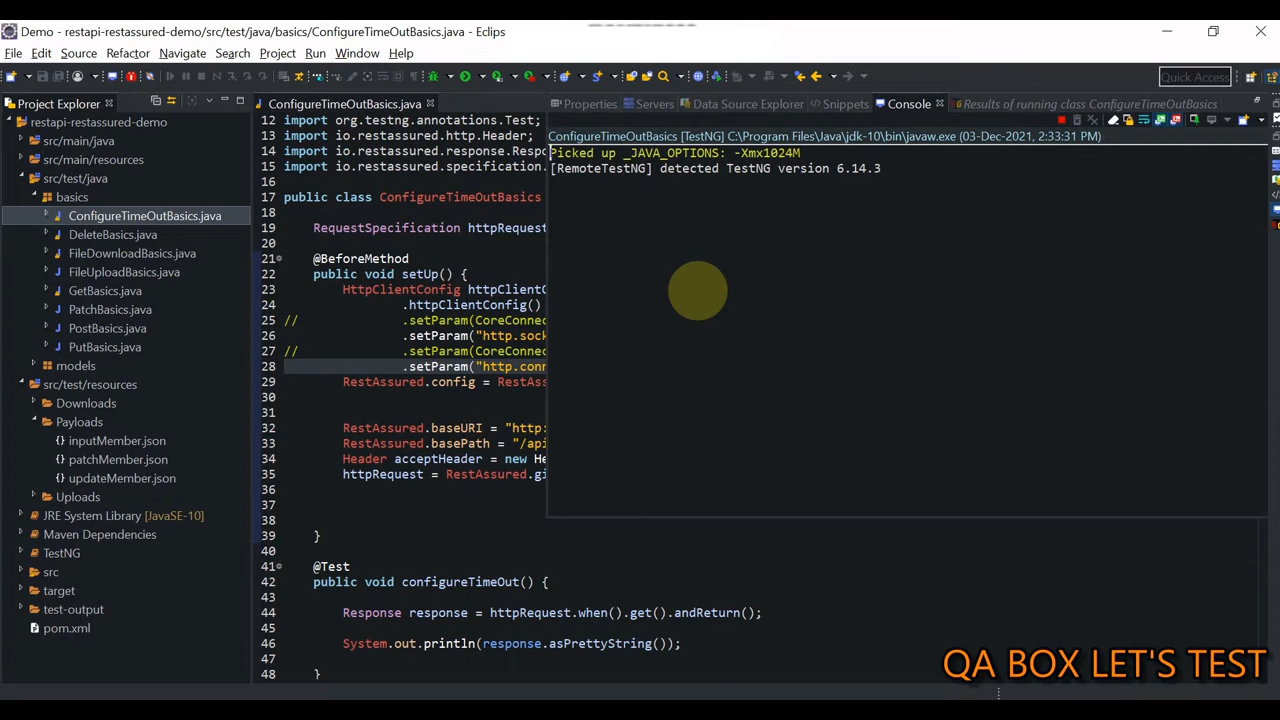 Demo - restapi-restassured-demo/src/test/java/basics/ConfigureTimeOutBasics.java - Eclips
File Edit Source Refactor Navigate Search Project Run Window Help
Quick Access
Project Explorer
restapi-restassured-demo
src/main/java
src/main/resources
src/test/java
basics
ConfigureTimeOutBasics.java
DeleteBasics.java
FileDownloadBasics.java
FileUploadBasics.java
GetBasics.java
PatchBasics.java
PostBasics.java
PutBasics.java
models
src/test/resources
Downloads
Payloads
inputMember.json
patchMember.json
updateMember.json
Uploads
JRE System Library [JavaSE-10]
Maven Dependencies
TestNG
src
target
test-output
pom.xml
ConfigureTimeOutBasics.java
12 import org.testng.annotations.Test;
13 import io.restassured.http.Header;
14 import io.restassured.response.Respo
15 import io.restassured.specification.
16
17 public class ConfigureTimeOutBasics
18
19 RequestSpecification httpRequest
20
21 @BeforeMethod
22 public void setUp() {
23 HttpClientConfig httpClientC
24 .httpClientConfig()
25 // .setParam(CoreConnec
26 .setParam("http.sock
27 // .setParam(CoreConnec
28 .setParam("http.conn
29 RestAssured.config = RestAss
30
31
32 RestAssured.baseURI = "http:
33 RestAssured.basePath = "/api
34 Header acceptHeader = new He
35 httpRequest = RestAssured.gi
36
37
38
39 }
40
41 @Test
42 public void configureTimeOut() {
43
44 Response response = httpRequest.when().get().andReturn();
45
46 System.out.println(response.asPrettyString());
47
48 }
Properties Servers Data Source Explorer Snippets Console Results of running class ConfigureTimeOutBasics
ConfigureTimeOutBasics [TestNG] C:\Program Files\Java\jdk-10\bin\javaw.exe (03-Dec-2021, 2:33:31 PM)
Picked up _JAVA_OPTIONS: -Xmx1024M
[RemoteTestNG] detected TestNG version 6.14.3
QA BOX LET'S TEST